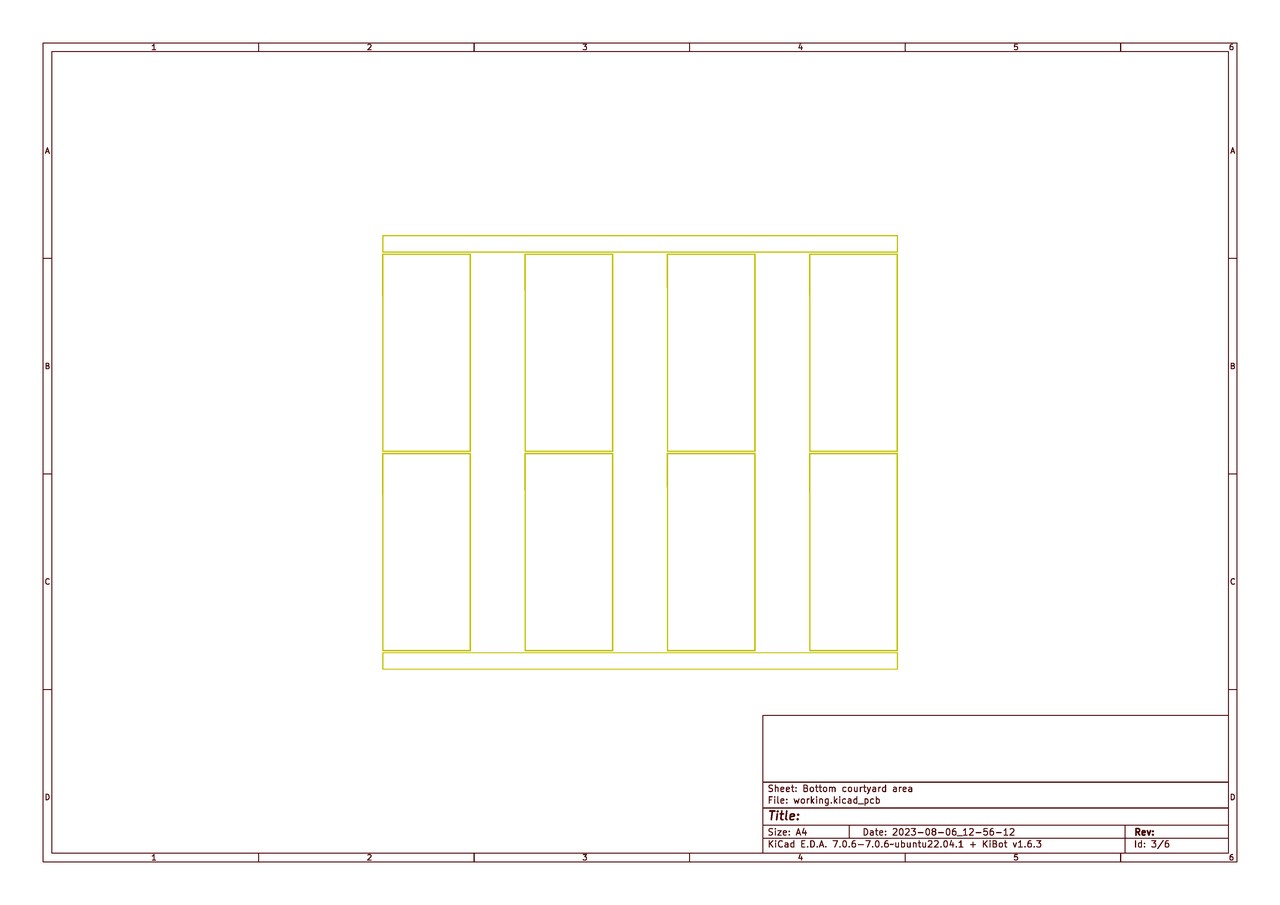 1 2 3 4 5 6
A A
B B
C C
D D
Sheet: Bottom courtyard area
File: working.kicad_pcb
Title:
Size: A4 Date: 2023-08-06_12-56-12 Rev:
KiCad E.D.A. 7.0.6-7.0.6~ubuntu22.04.1 + KiBot v1.6.3 Id: 3/6
1 2 3 4 5 6